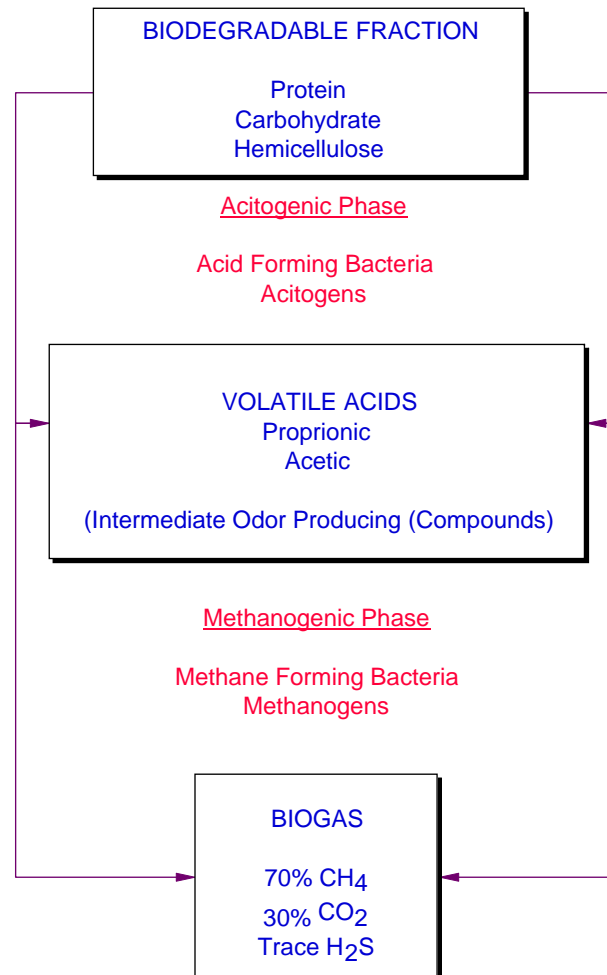 BIODEGRADABLE FRACTION
Protein
Carbohydrate
Hemicellulose
Acitogenic Phase
Acid Forming Bacteria
Acitogens
VOLATILE ACIDS
Proprionic
Acetic
(Intermediate Odor Producing (Compounds)
Methanogenic Phase
Methane Forming Bacteria
Methanogens
BIOGAS
70% CH4
30% CO2
Trace H2S